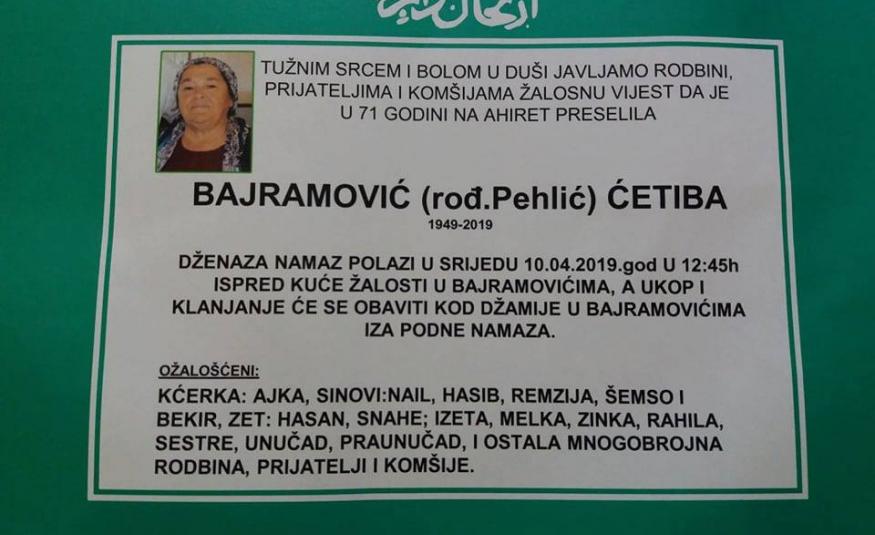 TUŽNIM SRCEM I BOLOM U DUŠI JAVLJAMO RODBINI,
PRIJATELJIMA I KOMŠIJAMA ŽALOSNU VIJEST DA JE
U 71 GODINI NA AHIRET PRESELILA
BAJRAMOVIĆ (rođ.Pehlić) ĆETIBA
1949-2019
DŽENAZA NAMAZ POLAZI U SRIJEDU 10.04.2019.god U 12:45h
ISPRED KUĆE ŽALOSTI U BAJRAMOVIĆIMA, A UKOP I
KLANJANJE ĆE SE OBAVITI KOD DŽAMIJE U BAJRAMOVIĆIMA
IZA PODNE NAMAZA.
OŽALOŠĆENI:
KĆERKA: AJKA, SINOVI:NAIL, HASIB, REMZIJA, ŠEMSO I
BEKIR, ZET: HASAN, SNAHE; IZETA, MELKA, ZINKA, RAHILA,
SESTRE, UNUČAD, PRAUNUČAD, I OSTALA MNOGOBROJNA
RODBINA, PRIJATELJI I KOMŠIJE.